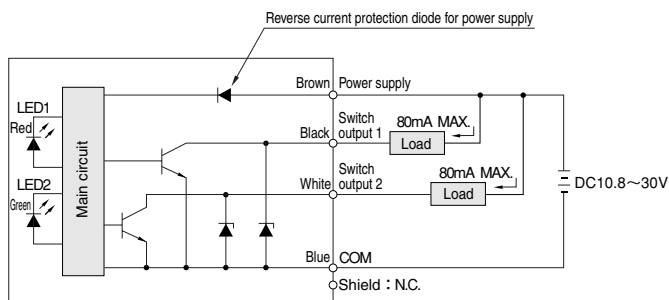 Reverse current protection diode for power supply
Brown
Power supply
LED1
Red
Main circuit
Black
Switch
output 1
80mA MAX.
Load
LED2
Green
White
Switch
output 2
80mA MAX.
Load
DC10.8～30V
Blue
COM
Shield：N.C.